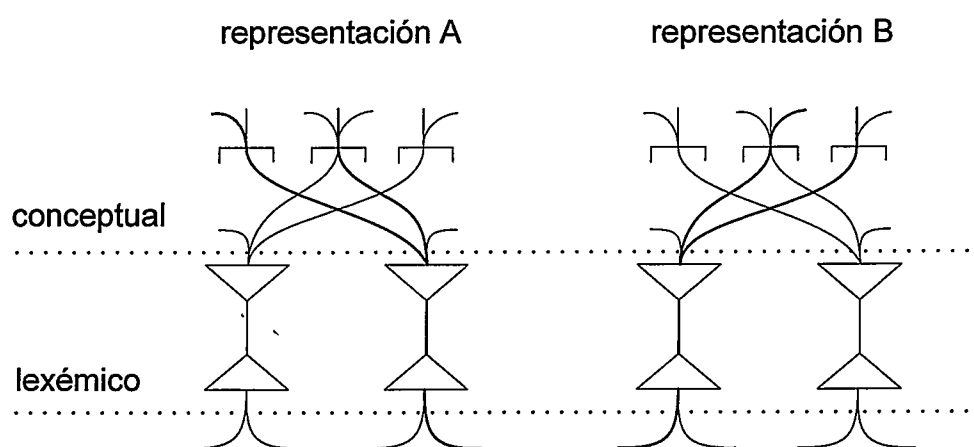 representación A
representación B
conceptual
lexémico